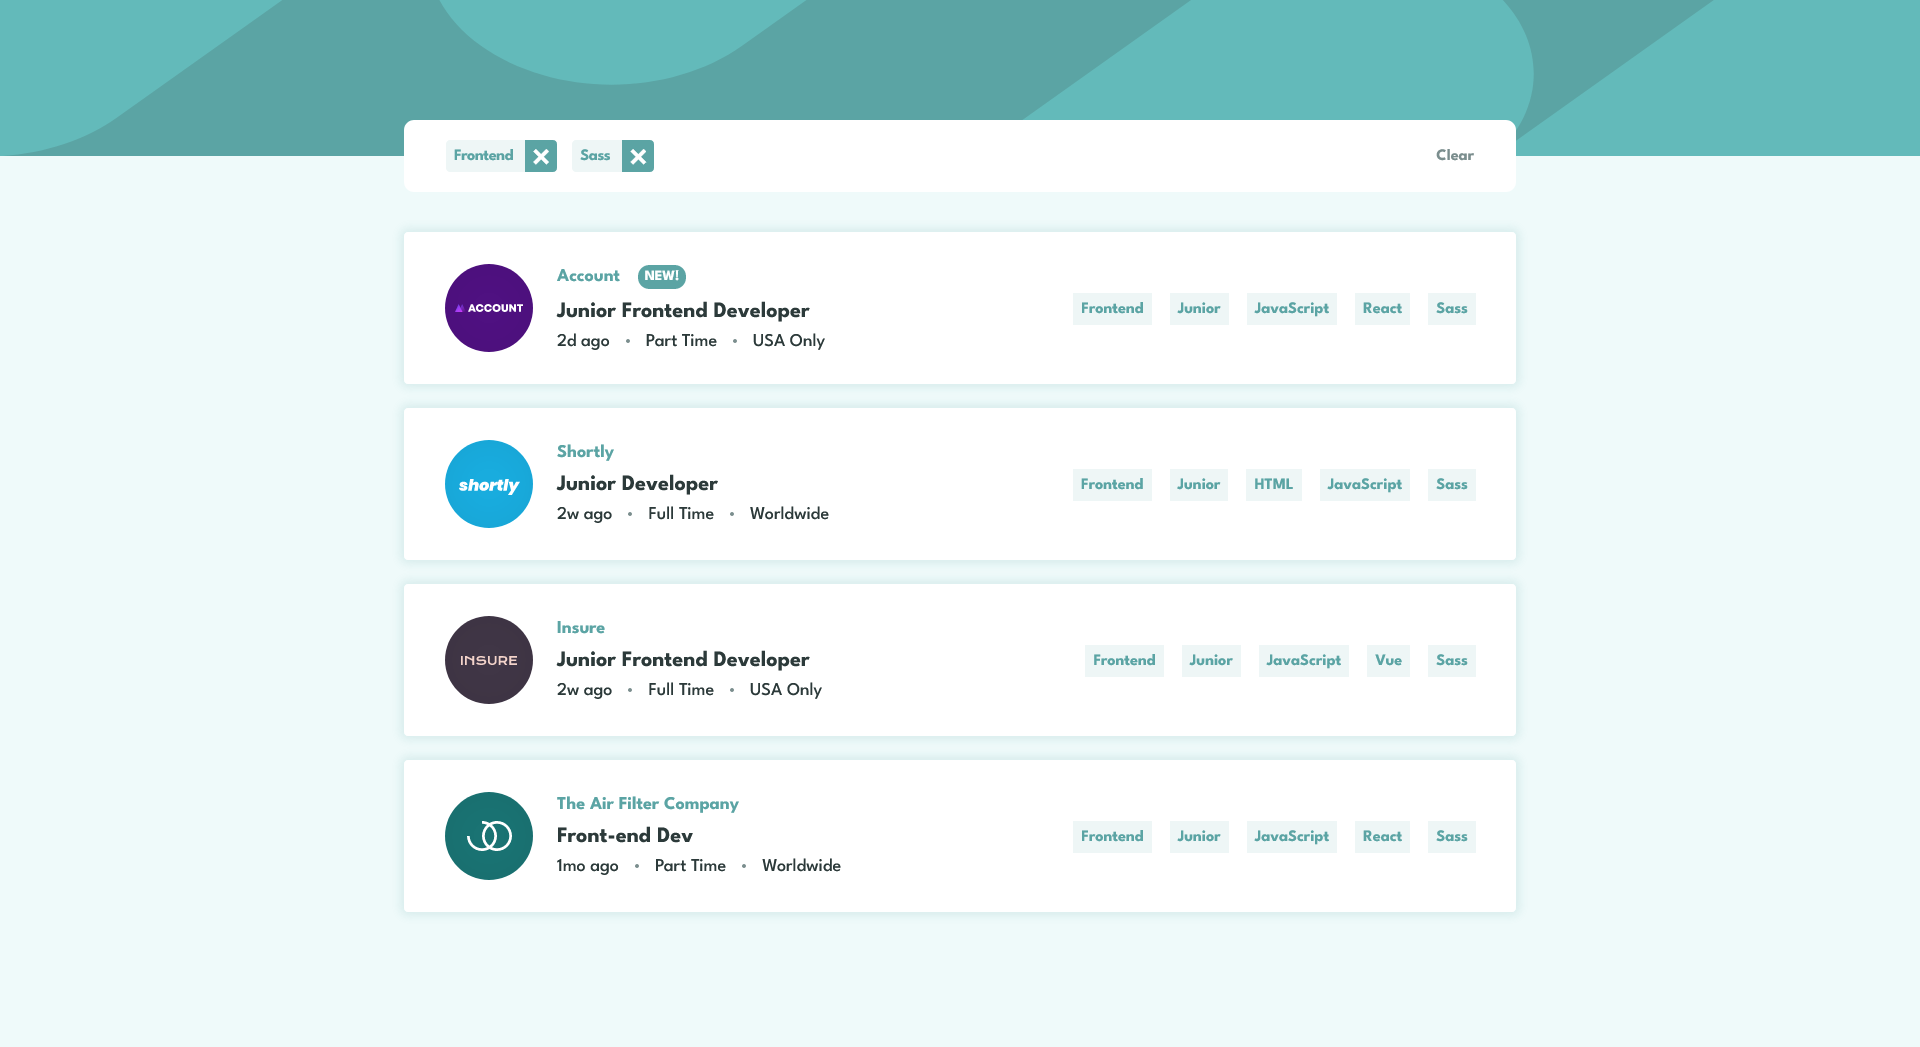 Frontend Sass Clear
ACCOUNT
Account NEW!
Junior Frontend Developer
2d ago • Part Time • USA Only
Frontend Junior JavaScript React Sass
shortly
Shortly
Junior Developer
2w ago • Full Time • Worldwide
Frontend Junior HTML JavaScript Sass
INSURE
Insure
Junior Frontend Developer
2w ago • Full Time • USA Only
Frontend Junior JavaScript Vue Sass
The Air Filter Company
Front-end Dev
1mo ago • Part Time • Worldwide
Frontend Junior JavaScript React Sass